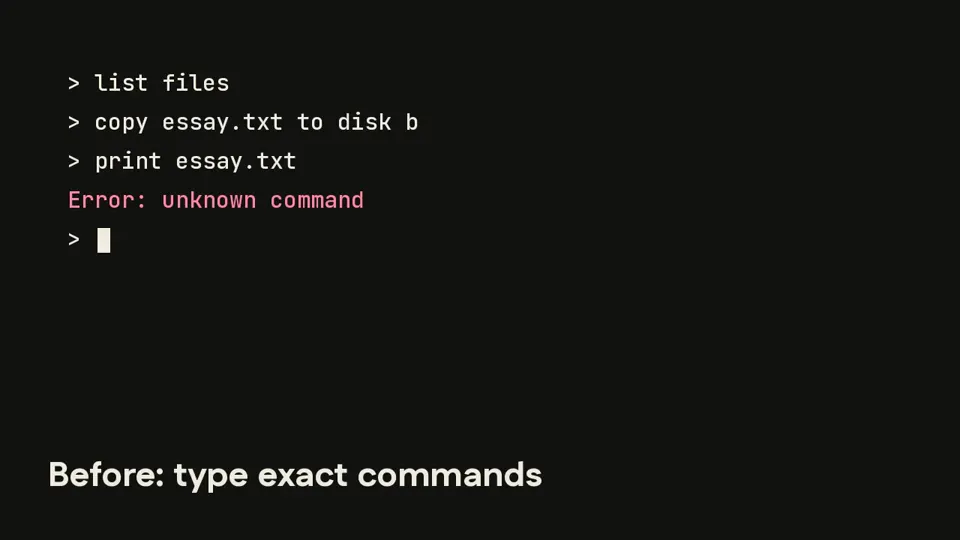 > list files
> copy essay.txt to disk b
> print essay.txt
Error: unknown command
>
Before: type exact commands